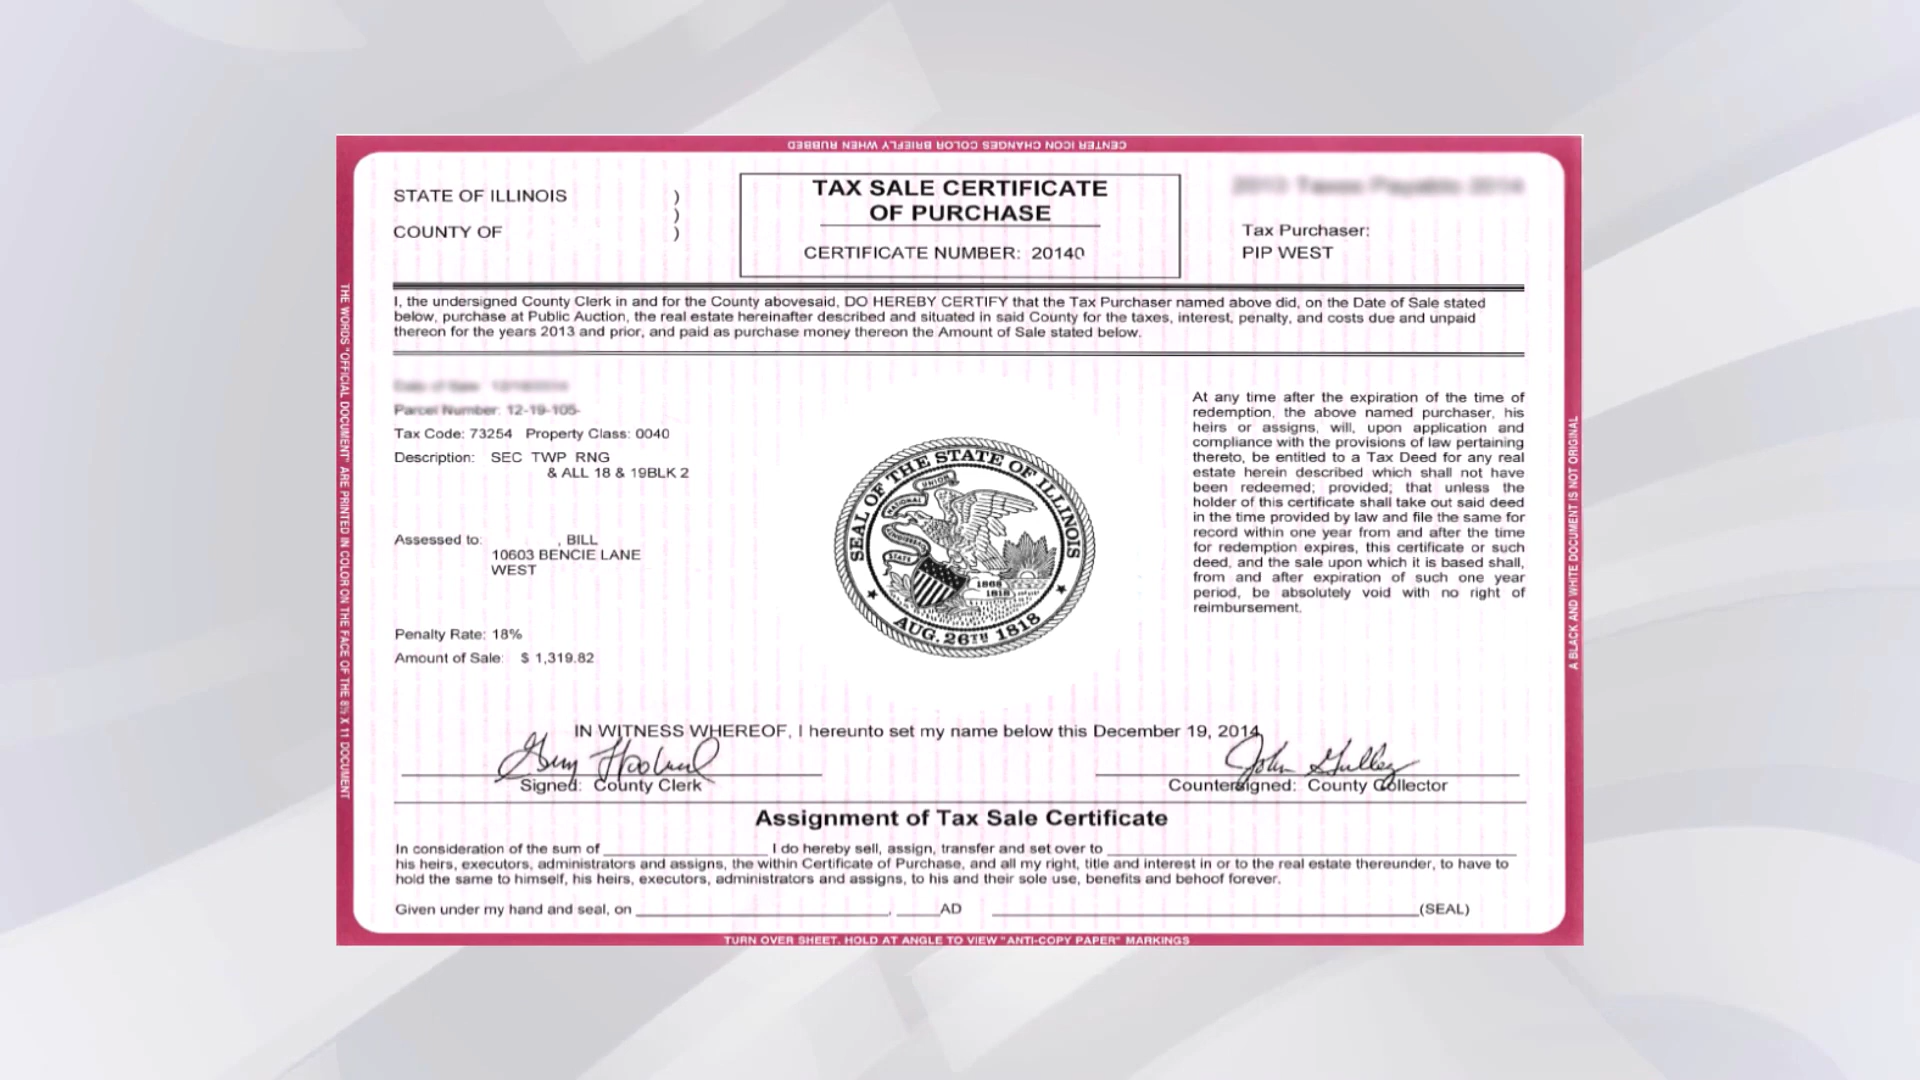 CENTER ICON CHANGES COLOR BRIEFLY WHEN RUBBED
STATE OF ILLINOIS )
)
COUNTY OF )
TAX SALE CERTIFICATE
OF PURCHASE
CERTIFICATE NUMBER: 20140
2013 Taxes Payable 2014
Tax Purchaser:
PIP WEST
I, the undersigned County Clerk in and for the County abovesaid, DO HEREBY CERTIFY that the Tax Purchaser named above did, on the Date of Sale stated
below, purchase at Public Auction, the real estate hereinafter described and situated in said County for the taxes, interest, penalty, and costs due and unpaid
thereon for the years 2013 and prior, and paid as purchase money thereon the Amount of Sale stated below.
Date of Sale:
Parcel Number: 12-19-105-
Tax Code: 73254 Property Class: 0040
Description: SEC TWP RNG
& ALL 18 & 19BLK 2
Assessed to: , BILL
10603 BENCIE LANE
WEST
Penalty Rate: 18%
Amount of Sale: $ 1,319.82
SEAL OF THE STATE OF ILLINOIS
NATIONAL UNION
STATE
1868
1818
AUG. 26TH 1818
At any time after the expiration of the time of
redemption, the above named purchaser, his
heirs or assigns, will, upon application and
compliance with the provisions of law pertaining
thereto, be entitled to a Tax Deed for any real
estate herein described which shall not have
been redeemed; provided; that unless the
holder of this certificate shall take out said deed
in the time provided by law and file the same for
record within one year from and after the time
for redemption expires, this certificate or such
deed, and the sale upon which it is based shall,
from and after expiration of such one year
period, be absolutely void with no right of
reimbursement.
IN WITNESS WHEREOF, I hereunto set my name below this December 19, 2014
Signed: County Clerk
John Gulley
Countersigned: County Collector
Assignment of Tax Sale Certificate
In consideration of the sum of I do hereby sell, assign, transfer and set over to
his heirs, executors, administrators and assigns, the within Certificate of Purchase, and all my right, title and interest in or to the real estate thereunder, to have to
hold the same to himself, his heirs, executors, administrators and assigns, to his and their sole use, benefits and behoof forever.
Given under my hand and seal, on , AD (SEAL)
TURN OVER SHEET. HOLD AT ANGLE TO VIEW "ANTI-COPY PAPER" MARKINGS
THE WORDS "OFFICIAL DOCUMENT" ARE PRINTED IN COLOR ON THE FACE OF THE 8½ X 11 DOCUMENT
A BLACK AND WHITE DOCUMENT IS NOT ORIGINAL